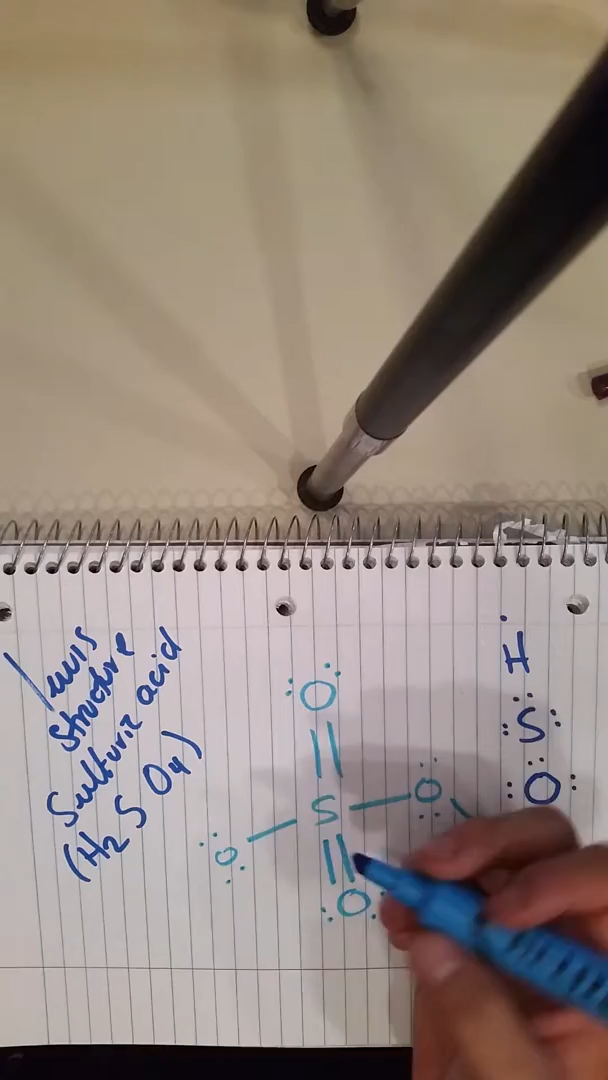 Lewis
Structure
Sulfuric acid
(H2SO4)
H
S
O
O
S
O
O
O